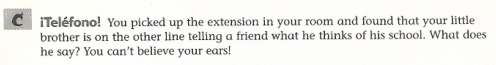 C ¡Teléfono! You picked up the extension in your room and found that your little
brother is on the other line telling a friend what he thinks of his school. What does
he say? You can't believe your ears!